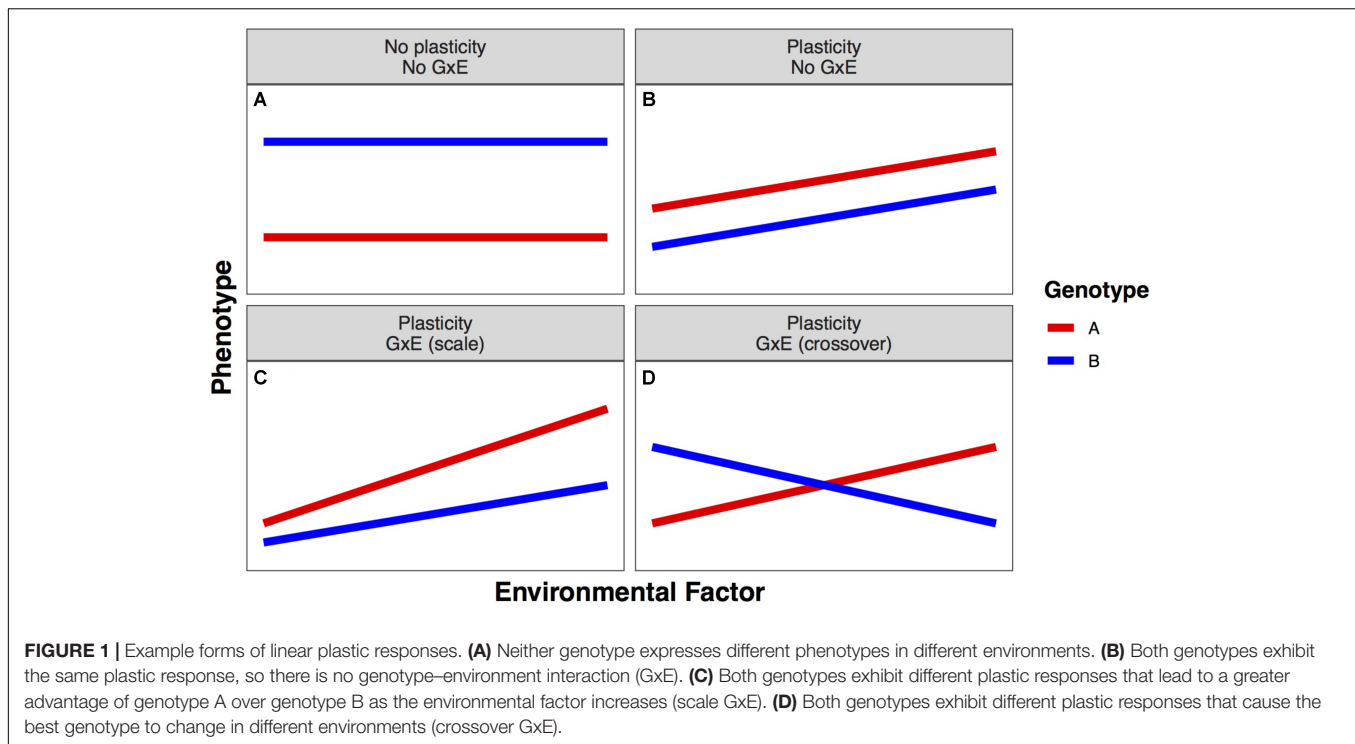 No plasticity
No GxE
Plasticity
No GxE
A
B
Plasticity
GxE (scale)
Plasticity
GxE (crossover)
C
D
Phenotype
Environmental Factor
Genotype
A
B
FIGURE 1 | Example forms of linear plastic responses. (A) Neither genotype expresses different phenotypes in different environments. (B) Both genotypes exhibit
the same plastic response, so there is no genotype–environment interaction (GxE). (C) Both genotypes exhibit different plastic responses that lead to a greater
advantage of genotype A over genotype B as the environmental factor increases (scale GxE). (D) Both genotypes exhibit different plastic responses that cause the
best genotype to change in different environments (crossover GxE).